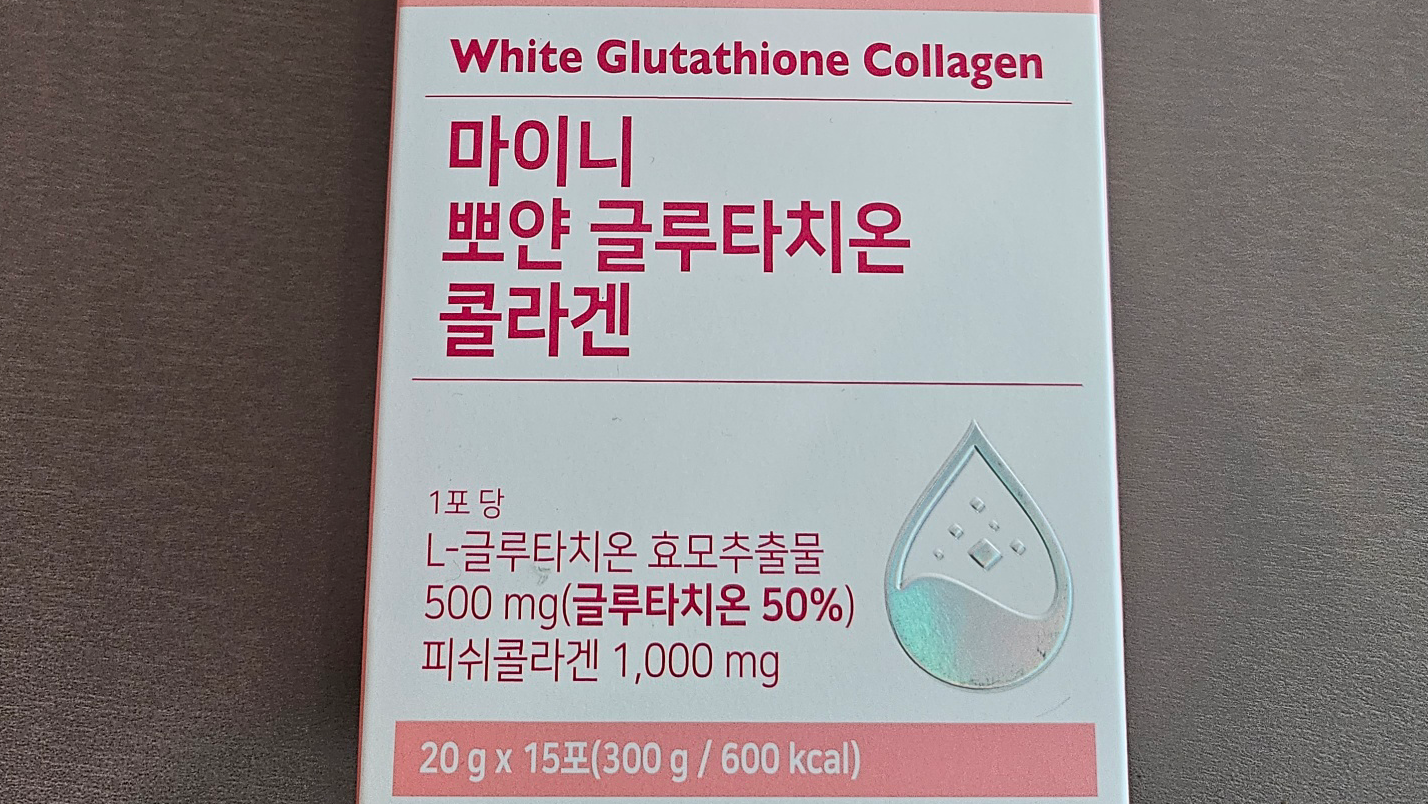 White Glutathione Collagen
마이니
뽀얀 글루타치온
콜라겐
1포 당
L-글루타치온 효모추출물
500 mg(글루타치온 50%)
피쉬콜라겐 1,000 mg
20 g x 15포(300 g / 600 kcal)